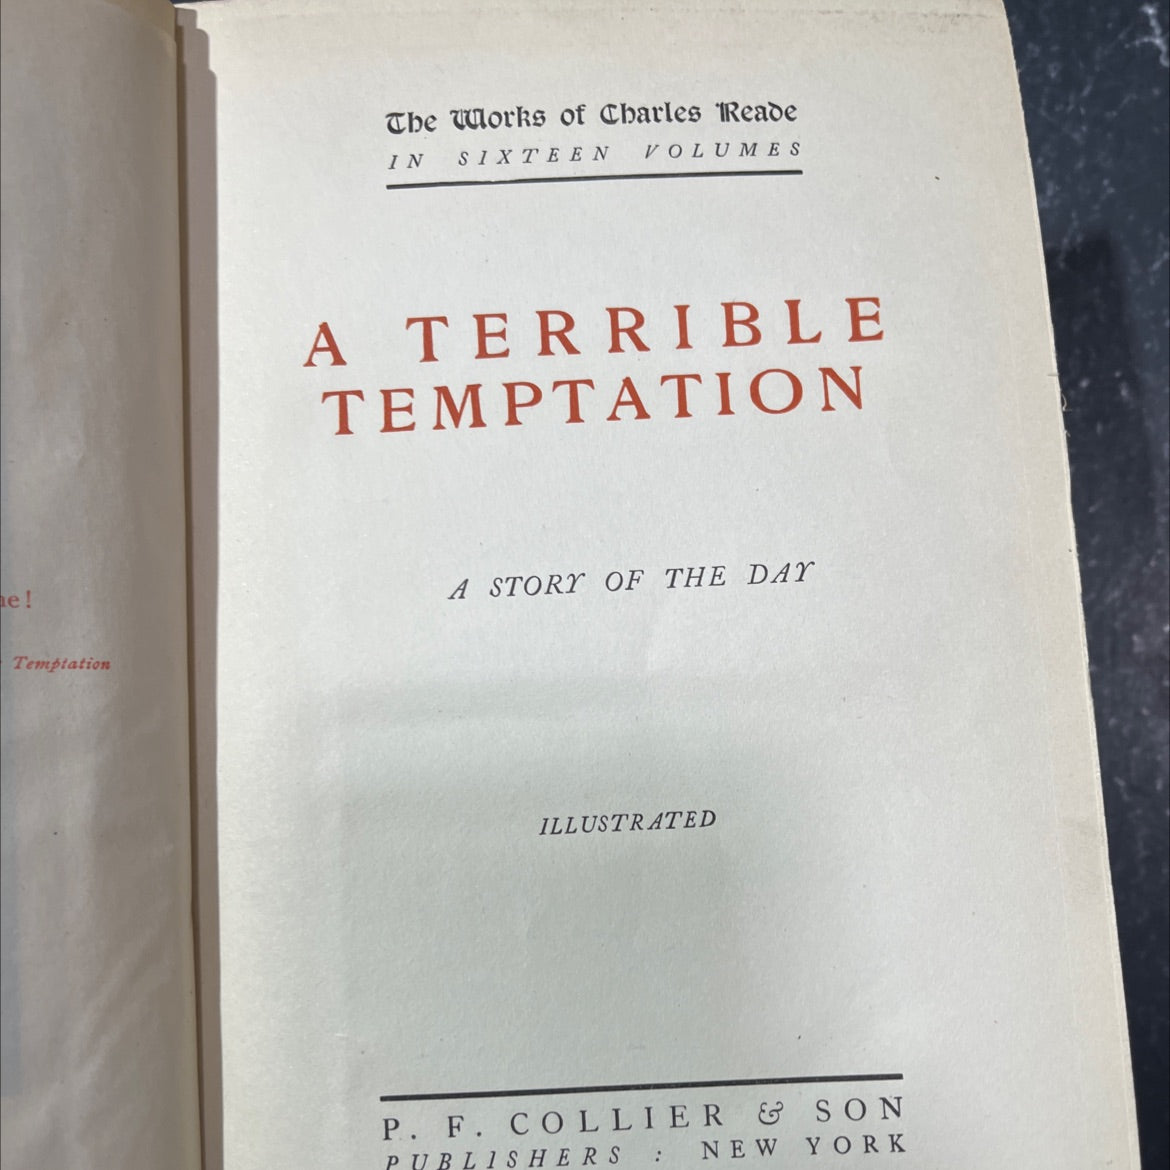 The Works of Charles Reade
IN SIXTEEN VOLUMES
A TERRIBLE
TEMPTATION
A STORY OF THE DAY
ILLUSTRATED
P. F. COLLIER & SON
PUBLISHERS : NEW YORK
Temptation